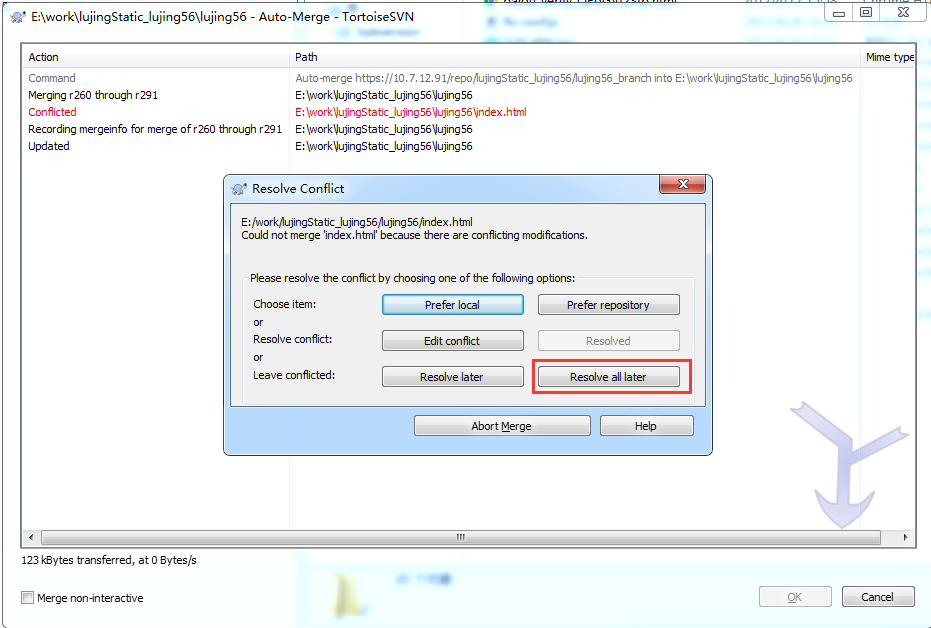 E:\work\lujingStatic_lujing56\lujing56 - Auto-Merge - TortoiseSVN
Action Path Mime type
Command Auto-merge https://10.7.12.91/repo/lujingStatic_lujing56/lujing56_branch into E:\work\lujingStatic_lujing56\lujing56
Merging r260 through r291 E:\work\lujingStatic_lujing56\lujing56
Conflicted E:\work\lujingStatic_lujing56\lujing56\index.html
Recording mergeinfo for merge of r260 through r291 E:\work\lujingStatic_lujing56\lujing56
Updated E:\work\lujingStatic_lujing56\lujing56
Resolve Conflict
E:/work/lujingStatic_lujing56/lujing56/index.html
Could not merge 'index.html' because there are conflicting modifications.
Please resolve the conflict by choosing one of the following options:
Choose item: Prefer local Prefer repository
or
Resolve conflict: Edit conflict Resolved
or
Leave conflicted: Resolve later Resolve all later
Abort Merge Help
123 kBytes transferred, at 0 Bytes/s
Merge non-interactive OK Cancel